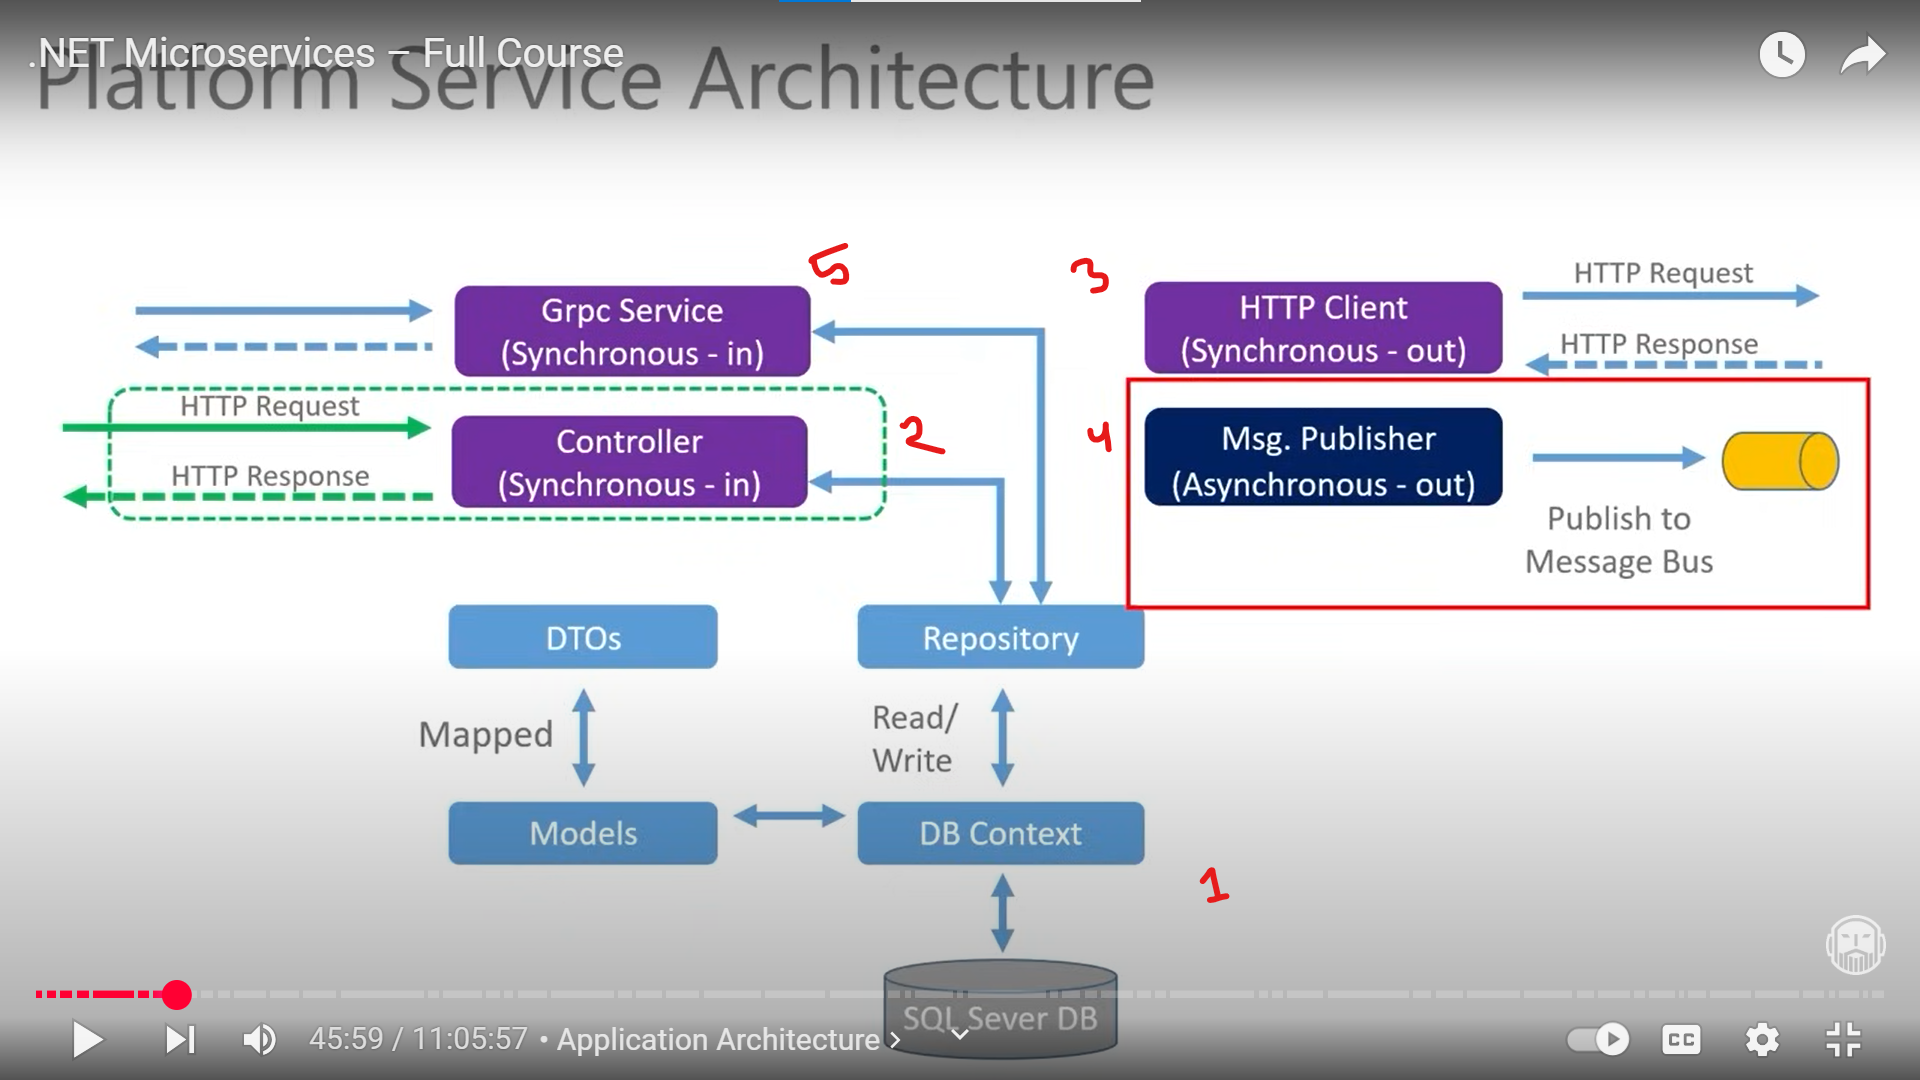 .NET Microservices – Full Course
Platform Service Architecture
5
3
HTTP Request
Grpc Service
(Synchronous - in)
HTTP Client
(Synchronous - out)
HTTP Response
HTTP Request
HTTP Response
Controller
(Synchronous - in)
2
4
Msg. Publisher
(Asynchronous - out)
Publish to
Message Bus
DTOs
Repository
Mapped
Read/
Write
Models
DB Context
1
SQL Sever DB
45:59 / 11:05:57 • Application Architecture
CC